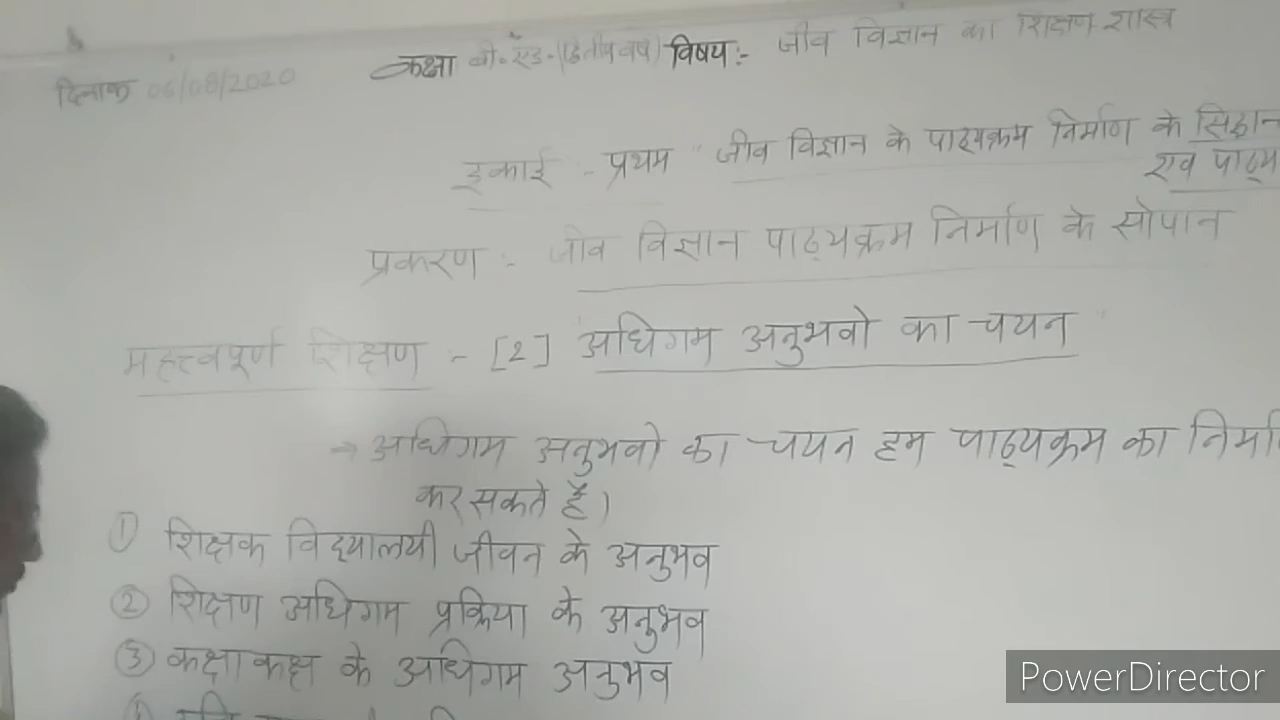 दिनांक 06/08/2020 कक्षा बी.एड.(द्वितीय वर्ष) विषय:- जीव विज्ञान का शिक्षण शास्त्र
इकाई :- प्रथम "जीव विज्ञान के पाठ्यक्रम निर्माण के सिद्धान
एवं पाठ्य
प्रकरण :- जीव विज्ञान पाठ्यक्रम निर्माण के सोपान
महत्त्वपूर्ण शिक्षण - [2] अधिगम अनुभवो का चयन"
→ अधिगम अनुभवो का चयन हम पाठ्यक्रम का निर्मा
कर सकते है।
① शिक्षक विद्यालयी जीवन के अनुभव
② शिक्षण अधिगम प्रक्रिया के अनुभव
③ कक्षाकक्ष के अधिगम अनुभव
PowerDirector